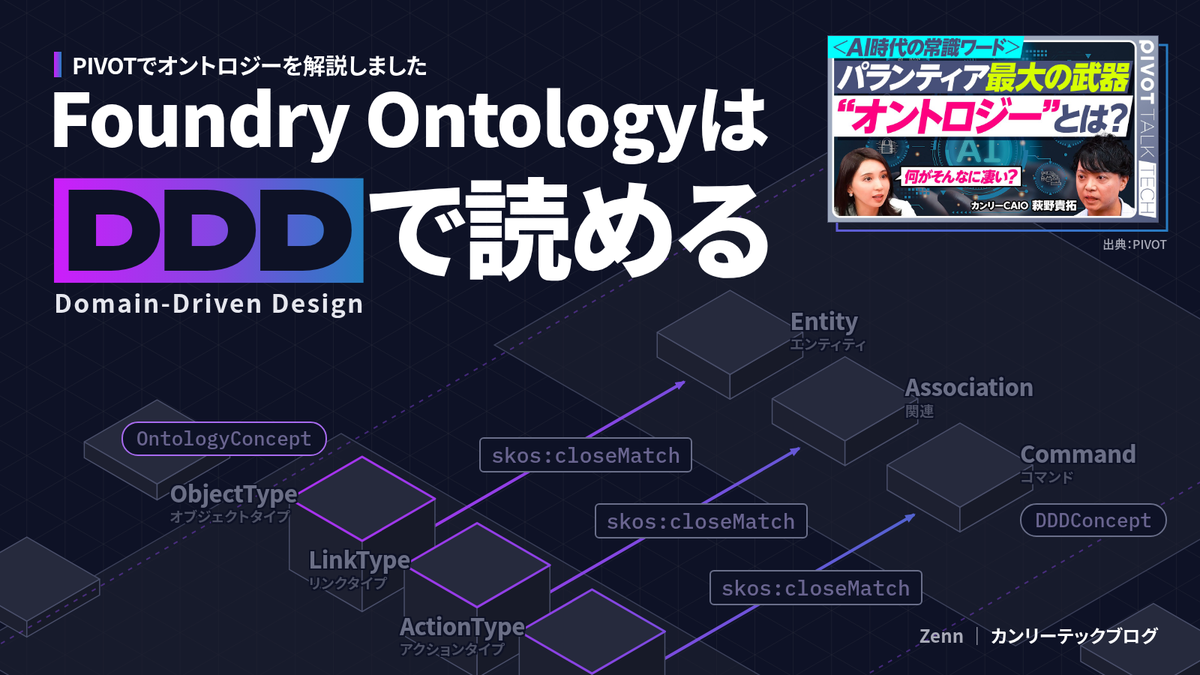 PIVOTでオントロジーを解説しました
Foundry Ontologyは
DDDで読める
Domain-Driven Design
<AI時代の常識ワード>
パランティア最大の武器
“オントロジー”とは?
AI
何がそんなに凄い?
カンリーCAIO 萩野貴拓
PIVOT TALK TECH
出典：PIVOT
Entity
エンティティ
Association
関連
Command
コマンド
DDDConcept
OntologyConcept
ObjectType
オブジェクトタイプ
LinkType
リンクタイプ
ActionType
アクションタイプ
skos:closeMatch
skos:closeMatch
skos:closeMatch
Zenn | カンリーテックブログ